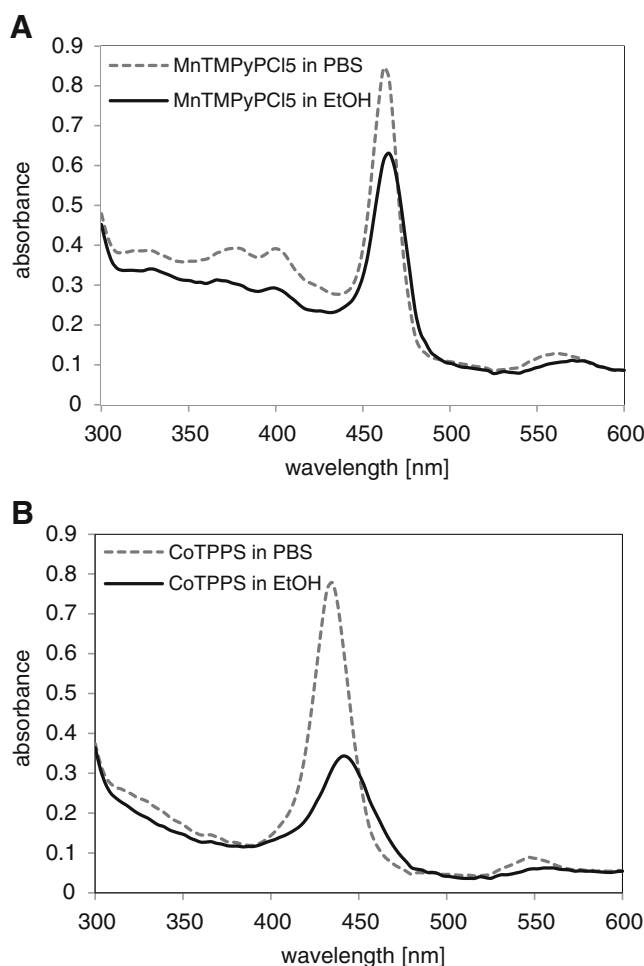 A
0.9
0.8
0.7
0.6
0.5
0.4
0.3
0.2
0.1
0
MnTMPyPCl5 in PBS
MnTMPyPCl5 in EtOH
absorbance
300 350 400 450 500 550 600
wavelength [nm]
B
0.9
0.8
0.7
0.6
0.5
0.4
0.3
0.2
0.1
0
CoTPPS in PBS
CoTPPS in EtOH
absorbance
300 350 400 450 500 550 600
wavelength [nm]